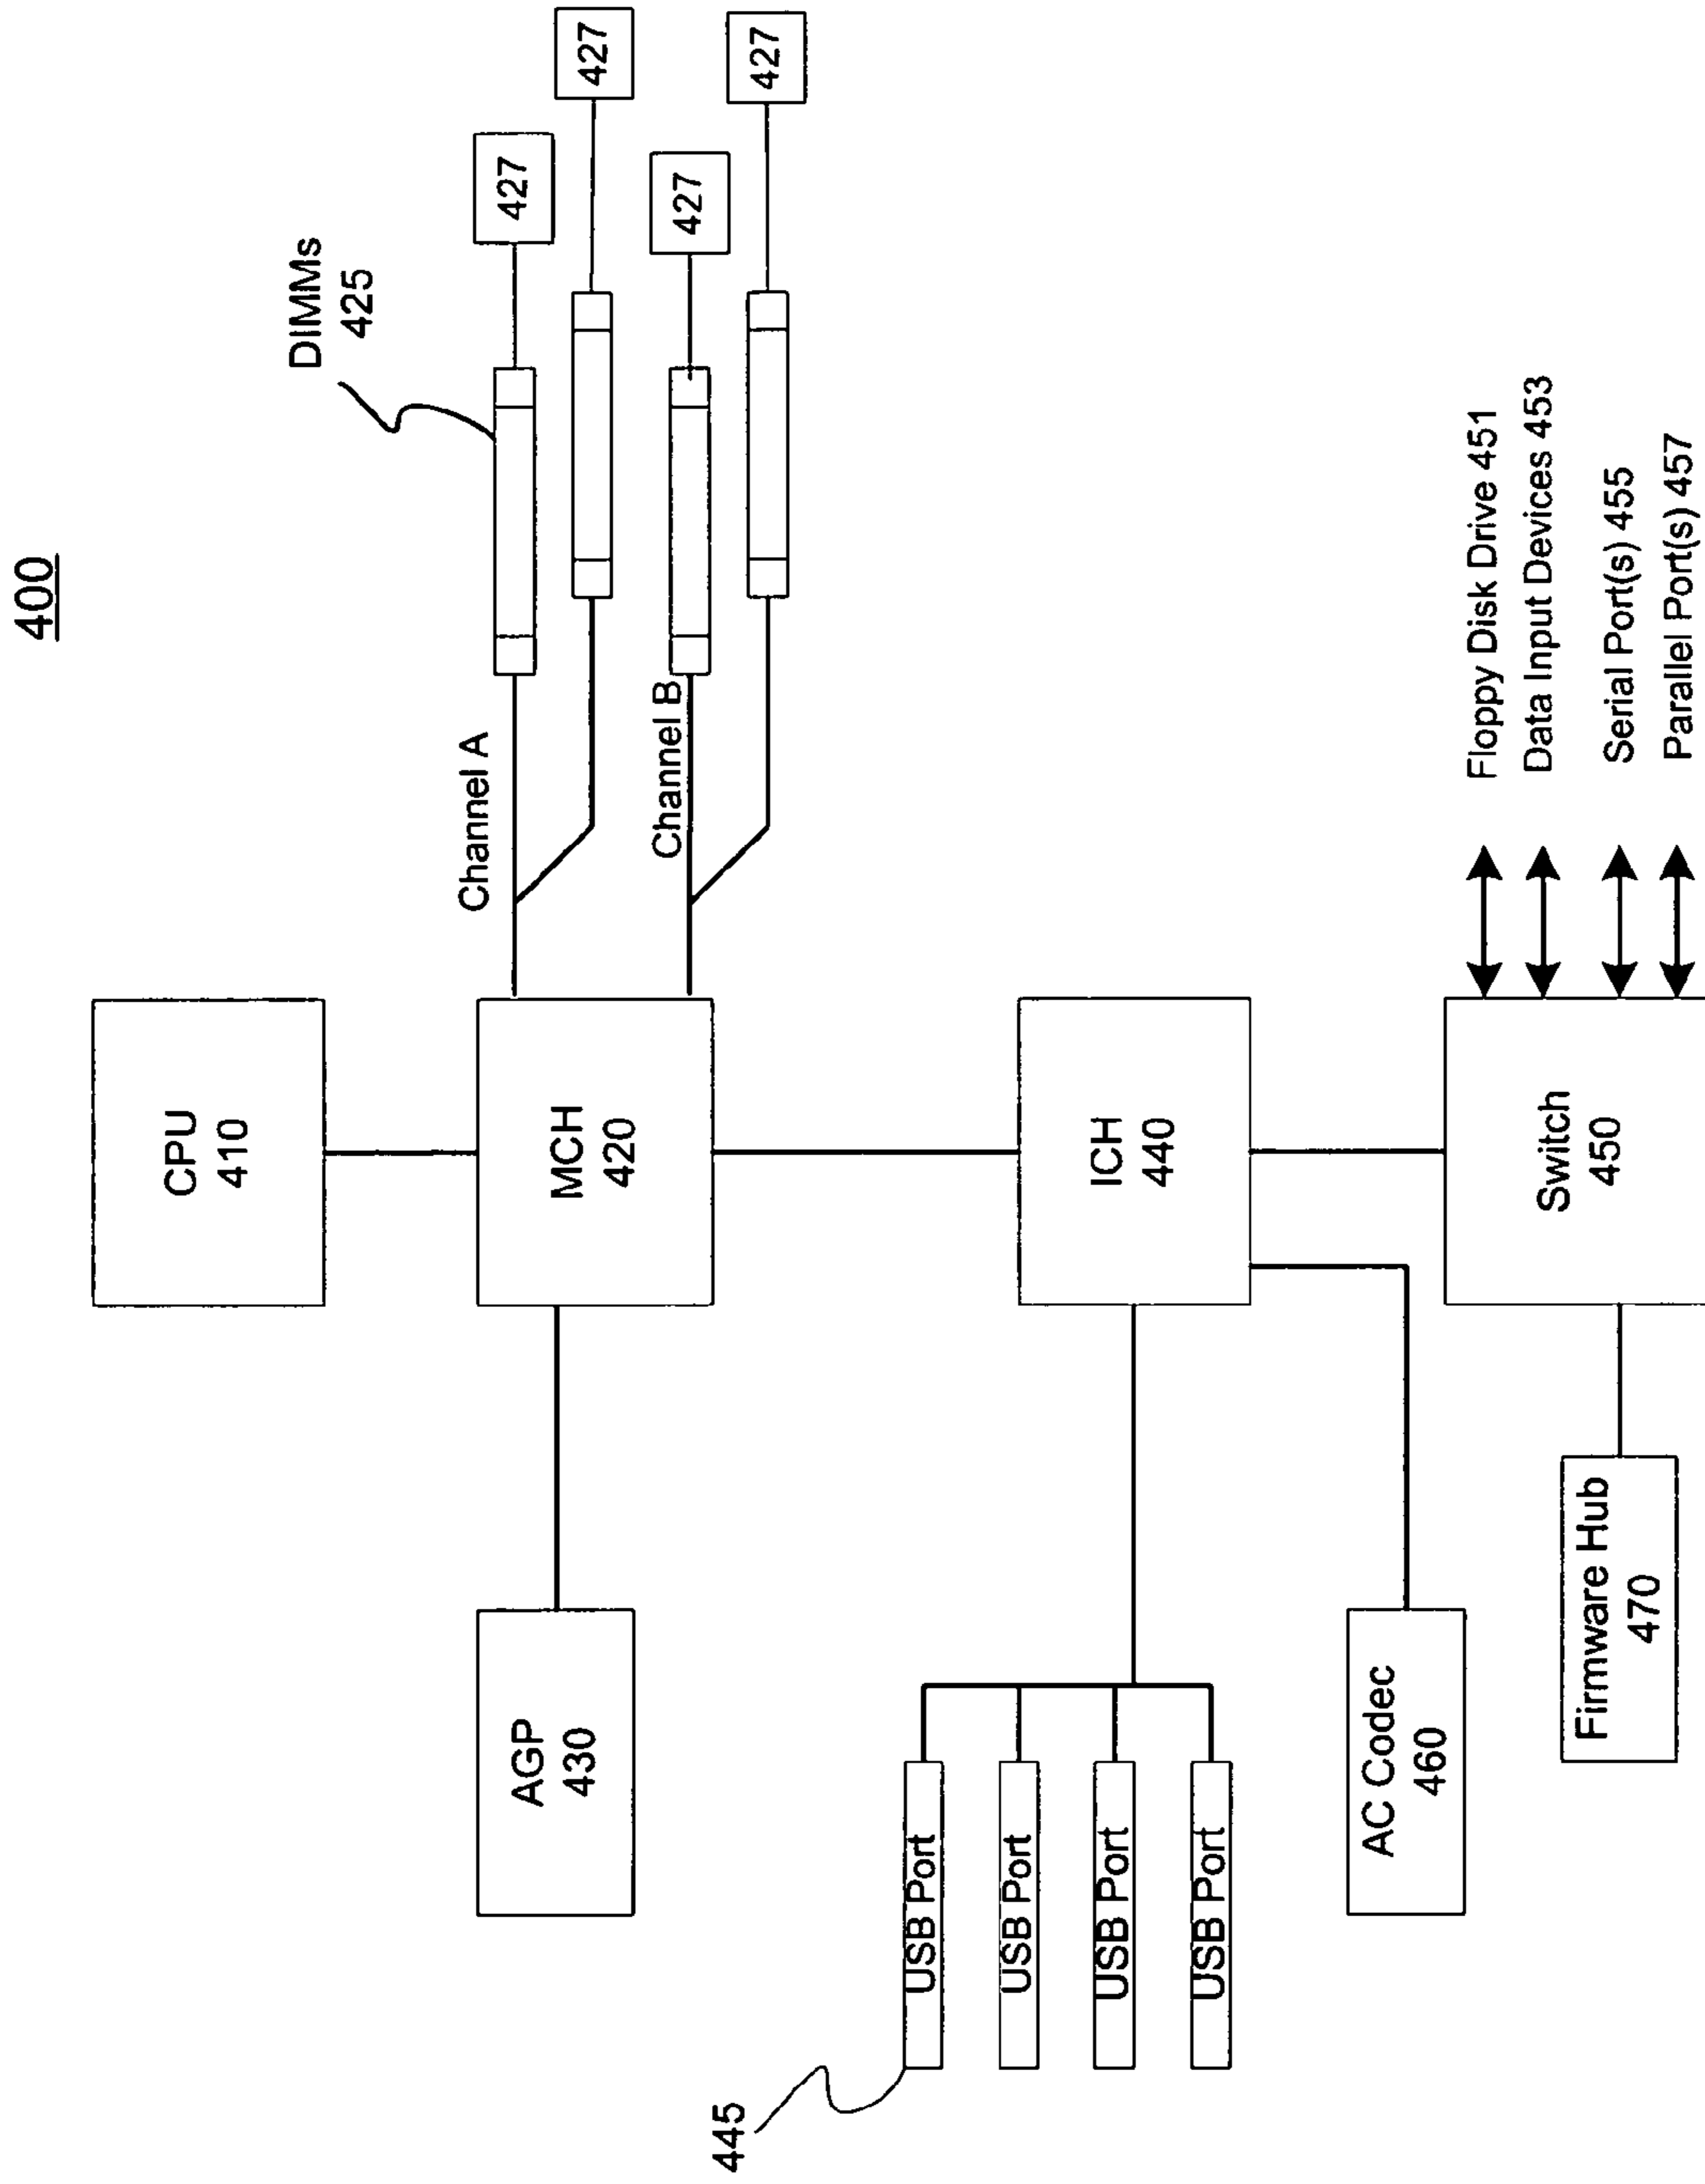 400
CPU
410
DIMMs
425
427
427
427
427
Channel A
Channel B
AGP
430
MCH
420
445
USB Port
USB Port
USB Port
USB Port
ICH
440
AC Codec
460
Switch
450
Floppy Disk Drive 451
Data Input Devices 453
Serial Port(s) 455
Parallel Port(s) 457
Firmware Hub
470